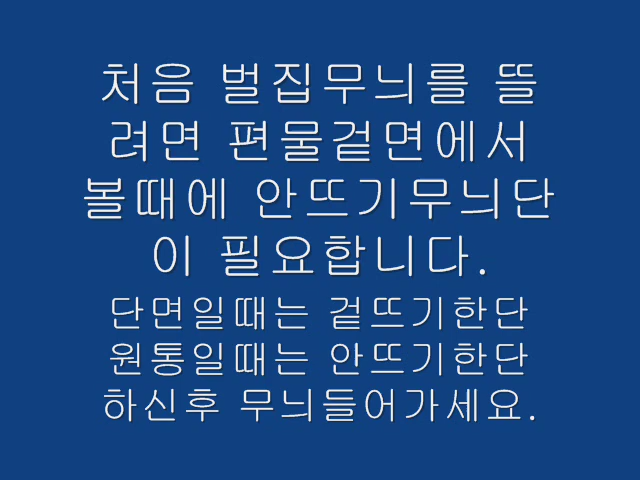 처음 벌집무늬를 뜰
려면 편물겉면에서
볼때에 안뜨기무늬단
이 필요합니다.
단면일때는 겉뜨기한단
원통일때는 안뜨기한단
하신후 무늬들어가세요.